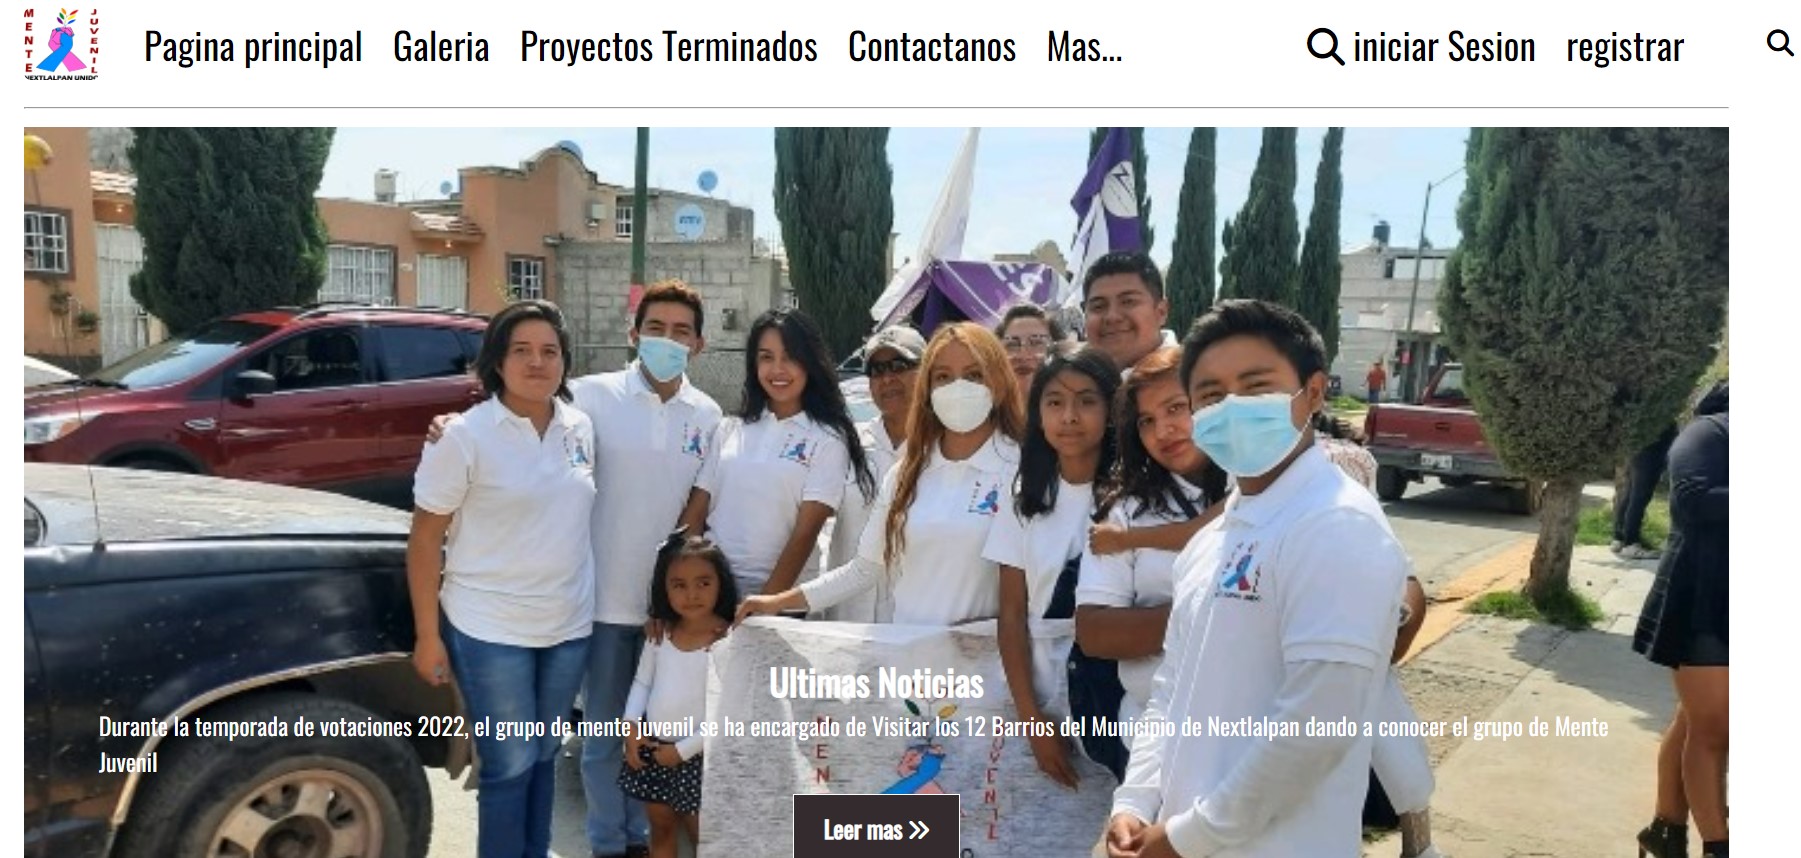 MENTE
JUVENIL
NEXTLALPAN UNIDO
Pagina principal
Galeria
Proyectos Terminados
Contactanos
Mas...
iniciar Sesion
registrar
Ultimas Noticias
Durante la temporada de votaciones 2022, el grupo de mente juvenil se ha encargado de Visitar los 12 Barrios del Municipio de Nextlalpan dando a conocer el grupo de Mente
Juvenil
Leer mas